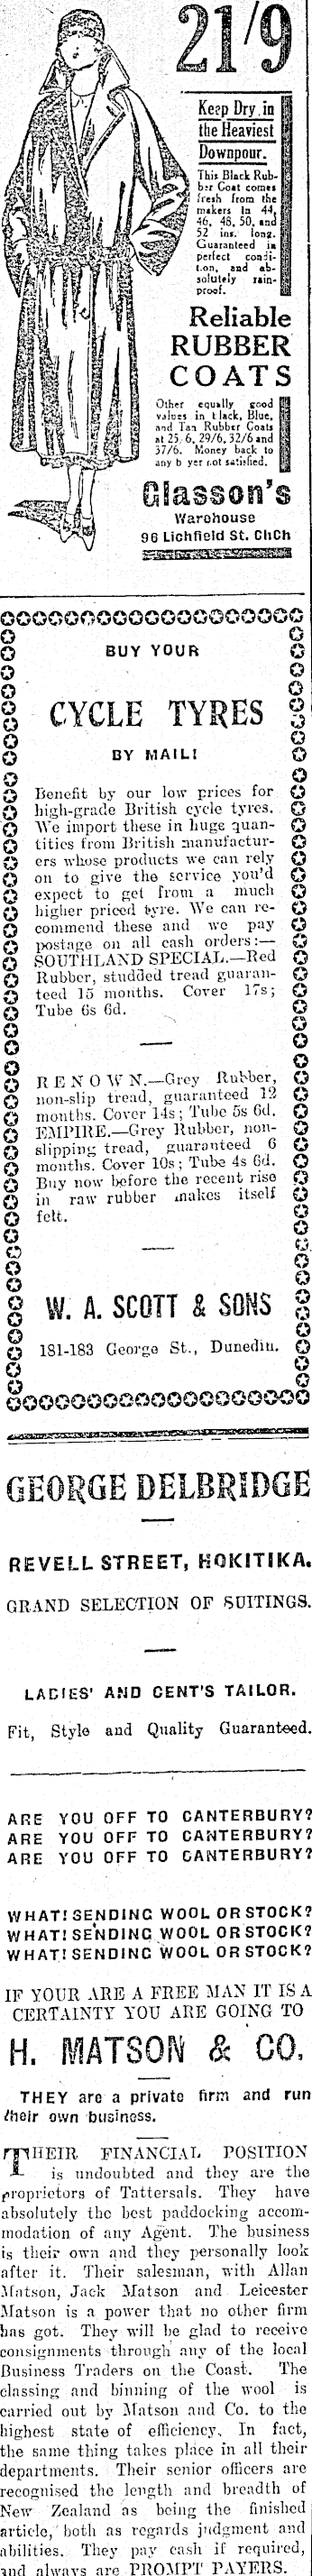 21/9
Keep Dry in
the Heaviest
Downpour.
This Black Rub-
ber Coat comes
fresh from the
makers in 44,
46, 48, 50, and
52 ins. long.
Guaranteed in
perfect condi-
t.on, and ab-
solutely rain-
proof.
Reliable
RUBBER
COATS
Other equally good
values in tlack, Blue,
and Tan Rubber Coats
at 25/6, 29/6, 32/6 and
37/6. Money back to
any b yer r.ot satisfied.
Glasson's
Warehouse
96 Lichfield St. ChCh
BUY YOUR
CYCLE TYRES
BY MAIL!
Benefit by our low prices for
high-grade British cycle tyres.
We import these in huge quan-
tities from British manufactur-
ers whose products we can rely
on to give the service you'd
expect to get from a much
higher priced tyre. We can re-
commend these and we pay
postage on all cash orders:—
SOUTHLAND SPECIAL.—Red
Rubber, studded tread guaran-
teed 15 months. Cover 17s;
Tube 6s 6d.
RENOWN.—Grey Rubber,
non-slip tread, guaranteed 12
months. Cover 14s; Tube 5s 6d.
EMPIRE.—Grey Rubber, non-
slipping tread, guaranteed 6
months. Cover 10s; Tube 4s 6d.
Buy now before the recent rise
in raw rubber makes itself
felt.
W. A. SCOTT & SONS
181-183 George St., Dunedin.
GEORGE DELBRIDGE
REVELL STREET, HOKITIKA.
GRAND SELECTION OF SUITINGS.
LADIES' AND GENT'S TAILOR.
Fit, Style and Quality Guaranteed.
ARE YOU OFF TO CANTERBURY?
ARE YOU OFF TO CANTERBURY?
ARE YOU OFF TO CANTERBURY?
WHAT! SENDING WOOL OR STOCK?
WHAT! SENDING WOOL OR STOCK?
WHAT! SENDING WOOL OR STOCK?
IF YOUR ARE A FREE MAN IT IS A
CERTAINTY YOU ARE GOING TO
H. MATSON & CO,
THEY are a private firm and run
their own business.
THEIR FINANCIAL POSITION
is undoubted and they are the
proprietors of Tattersals. They have
absolutely the best paddocking accom-
modation of any Agent. The business
is their own and they personally look
after it. Their salesman, with Allan
Matson, Jack Matson and Leicester
Matson is a power that no other firm
has got. They will be glad to receive
consignments through any of the local
Business Traders on the Coast. The
classing and binning of the wool is
carried out by Matson and Co. to the
highest state of efficiency. In fact,
the same thing takes place in all their
departments. Their senior officers are
recognised the length and breadth of
New Zealand as being the finished
article, both as regards judgment and
abilities. They pay cash if required,
and always are PROMPT PAYERS.